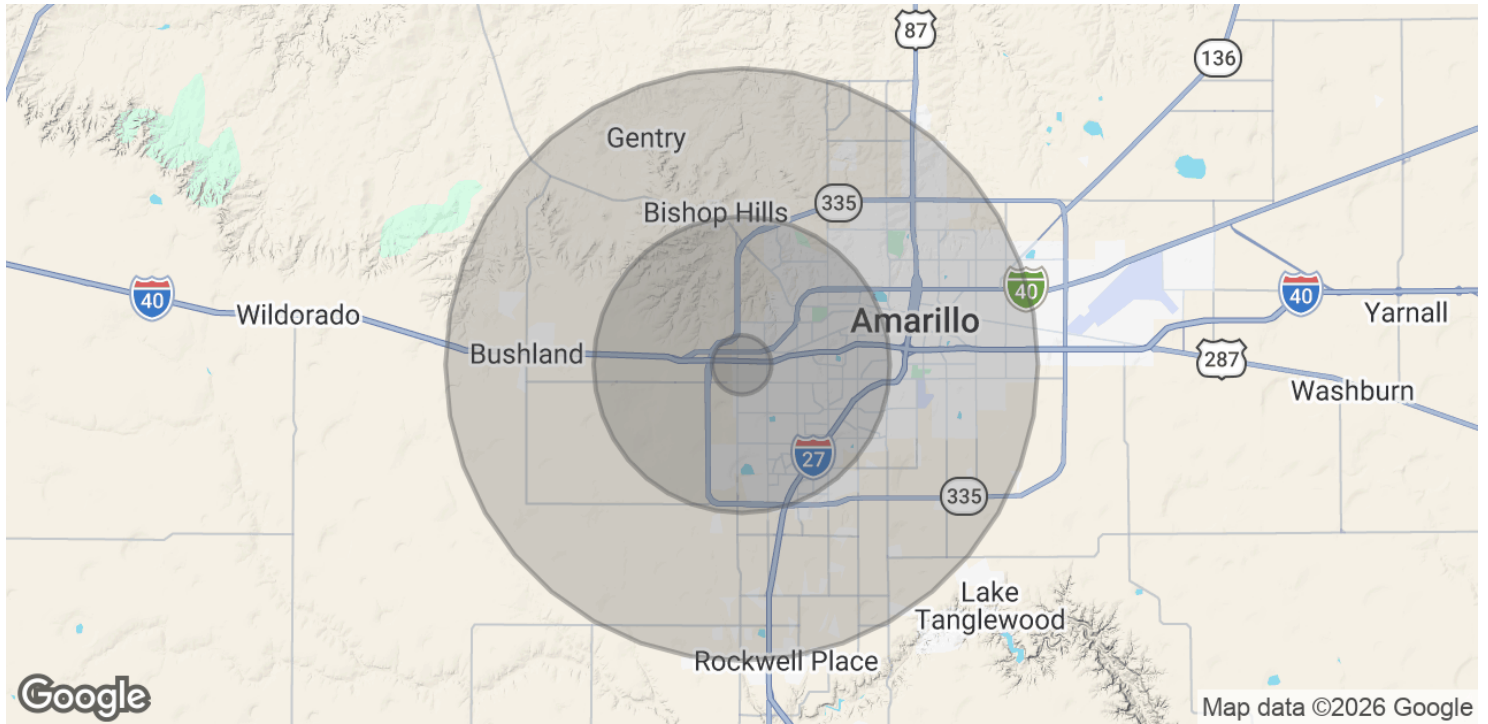 87
136
Gentry
335
Bishop Hills
40
40
40
Wildorado
Yarnall
Amarillo
Bushland
287
Washburn
27
335
Lake
Tanglewood
Rockwell Place
Google
Map data ©2026 Google